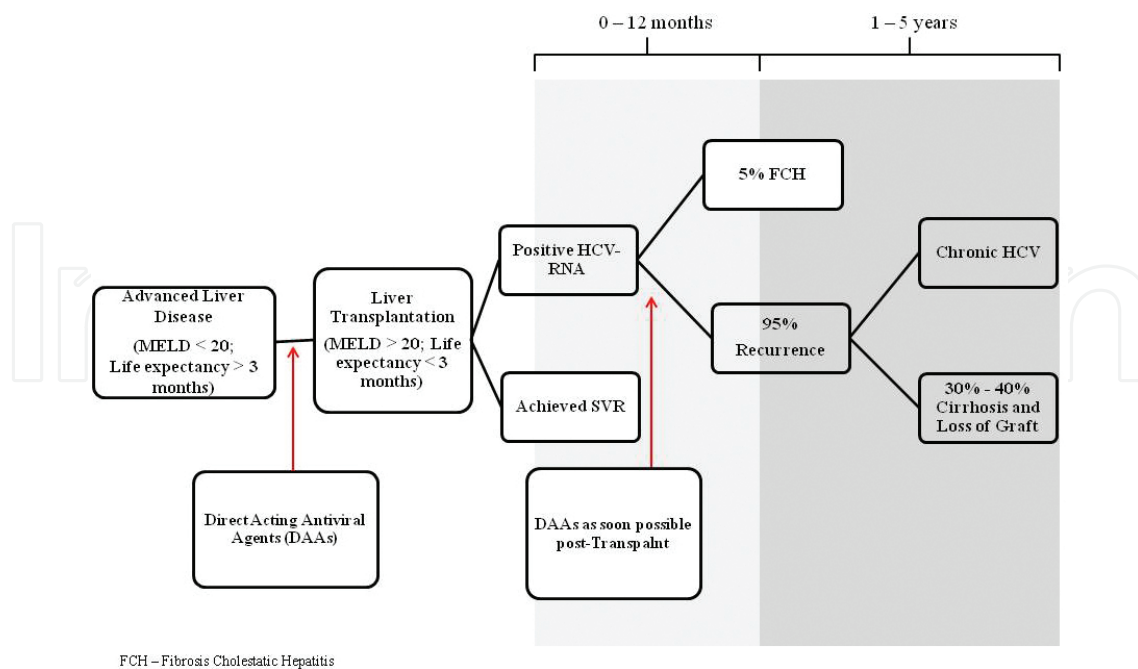 0 – 12 months
1 – 5 years
5% FCH
Positive HCV-
RNA
Chronic HCV
Advanced Liver
Disease
(MELD < 20;
Life expectancy > 3
months)
Liver
Transplantation
(MELD > 20; Life
expectancy < 3
months)
95%
Recurrence
Achieved SVR
30% - 40%
Cirrhosis and
Loss of Graft
Direct Acting Antiviral
Agents (DAAs)
DAAs as soon possible
post-Transpalnt
FCH – Fibrosis Cholestatic Hepatitis